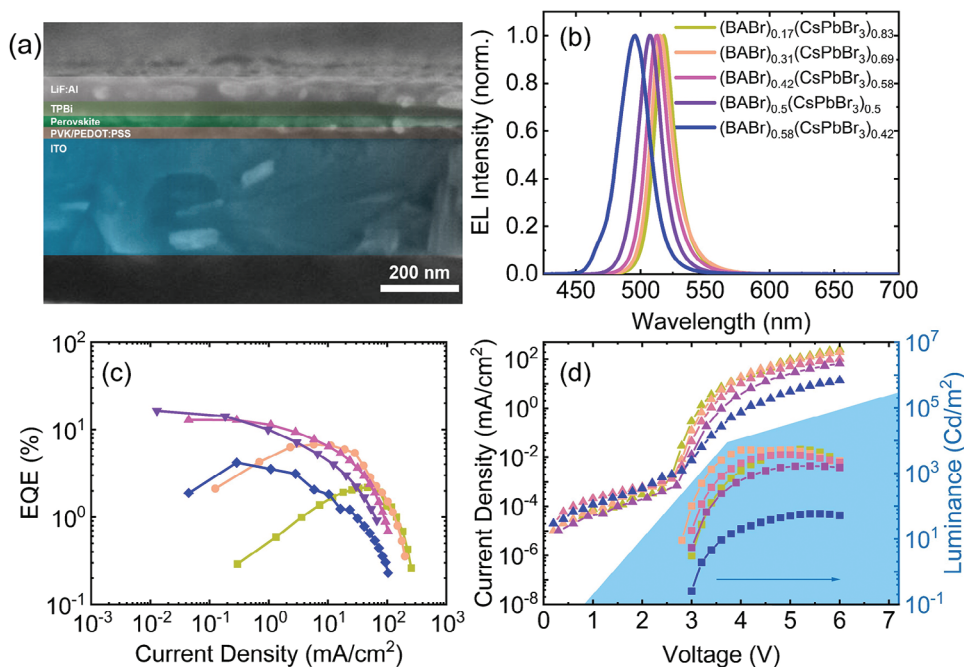 (a)
LiF:Al
TPBi
Perovskite
PVK/PEDOT:PSS
ITO
200 nm
(b)
EL Intensity (norm.)
1.0
0.8
0.6
0.4
0.2
0.0
(BABr)0.17(CsPbBr3)0.83
(BABr)0.31(CsPbBr3)0.69
(BABr)0.42(CsPbBr3)0.58
(BABr)0.5(CsPbBr3)0.5
(BABr)0.58(CsPbBr3)0.42
450 500 550 600 650 700
Wavelength (nm)
(c)
EQE (%)
10^2
10^1
10^0
10^-1
10^-3 10^-2 10^-1 10^0 10^1 10^2 10^3
Current Density (mA/cm^2)
(d)
Current Density (mA/cm^2)
10^2
10^0
10^-2
10^-4
10^-6
10^-8
0 1 2 3 4 5 6 7
Voltage (V)
10^7
10^5
10^3
10^1
10^-1
Luminance (Cd/m^2)